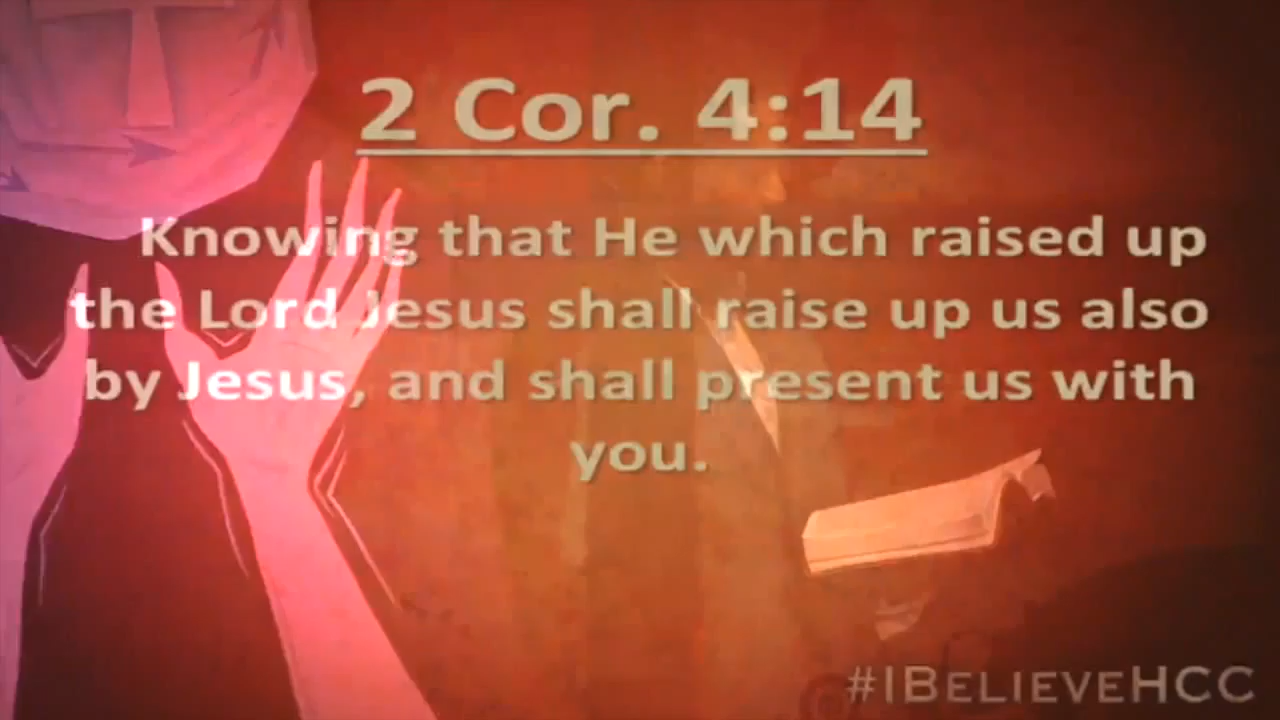 2 Cor. 4:14
Knowing that He which raised up
the Lord Jesus shall raise up us also
by Jesus, and shall present us with
you.
#IBELIEVEHCC